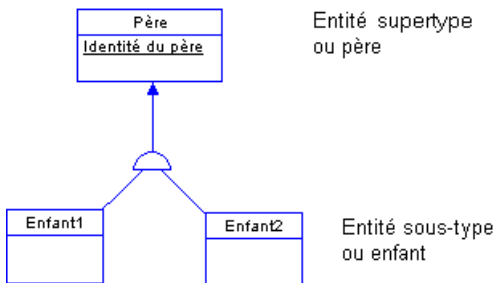 Père
Identité du père
Entité supertype
ou père
Enfant1
Enfant2
Entité sous-type
ou enfant